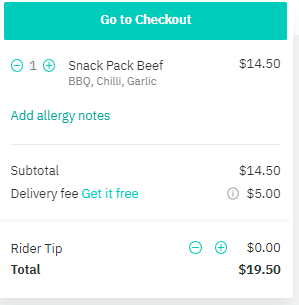 Go to Checkout
1 Snack Pack Beef $14.50
BBQ, Chilli, Garlic
Add allergy notes
Subtotal $14.50
Delivery fee Get it free $5.00
Rider Tip $0.00
Total $19.50